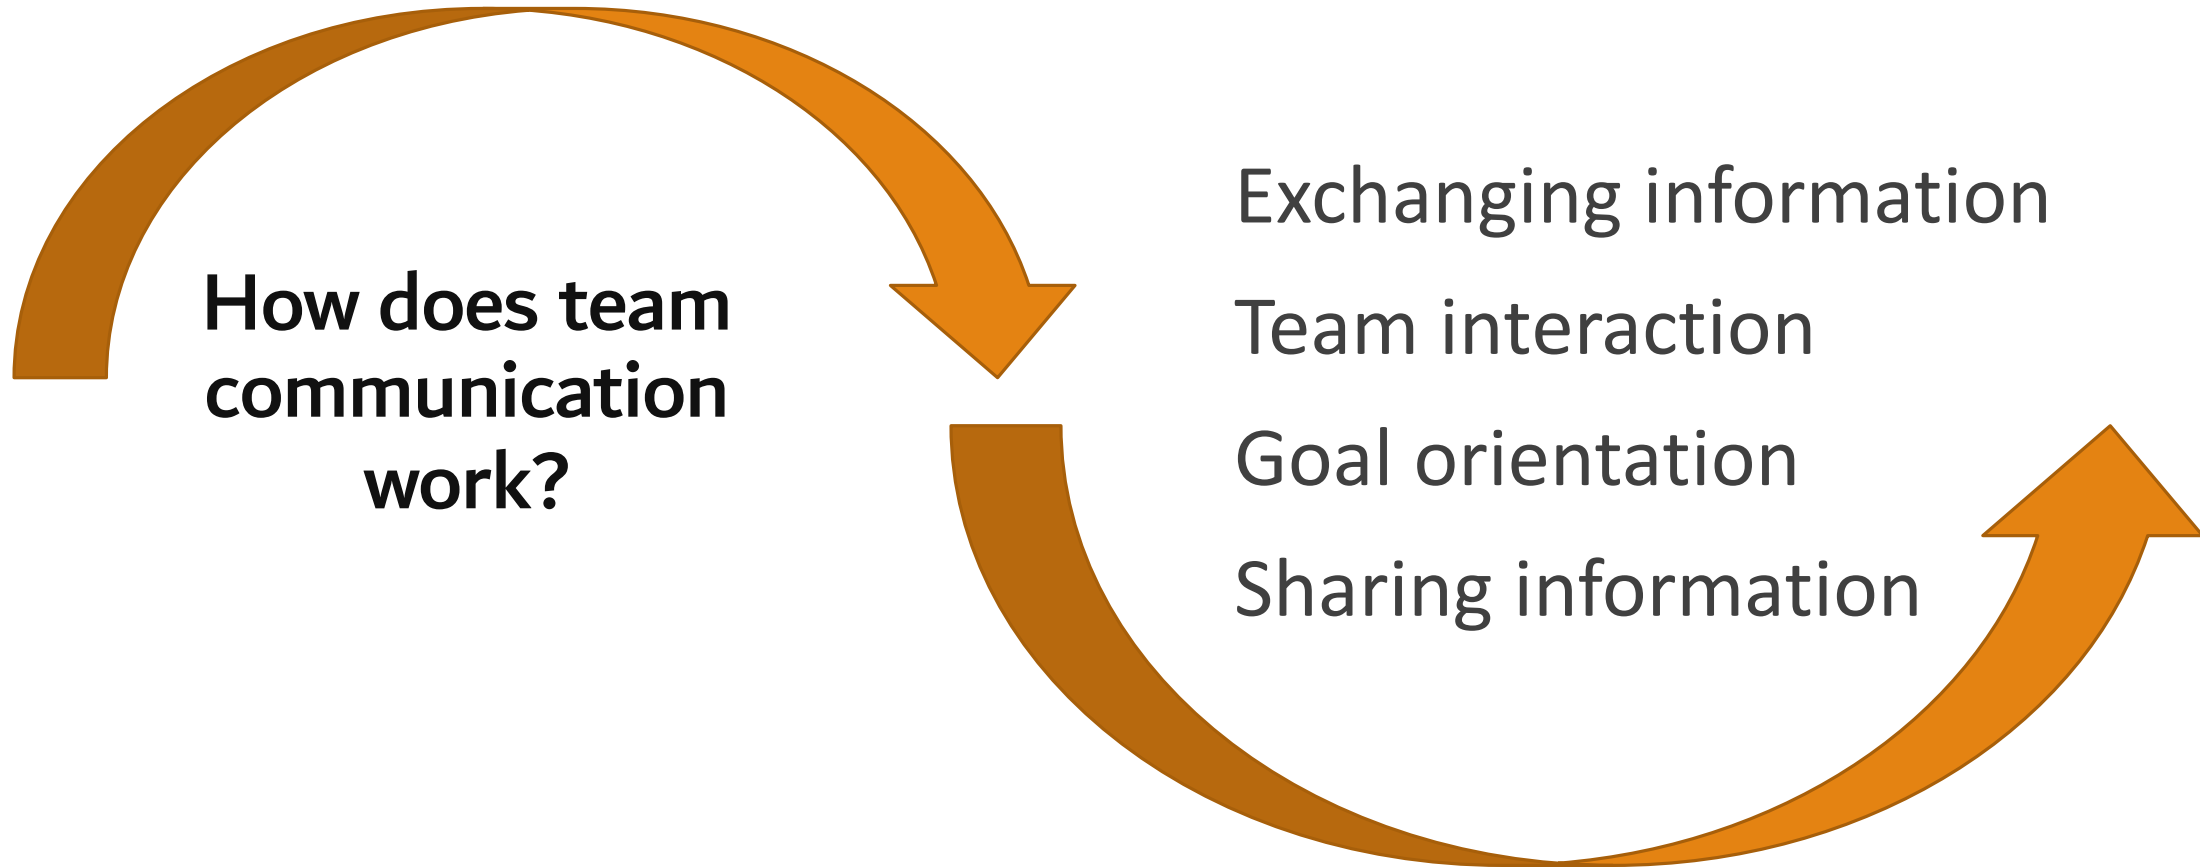 How does team
communication
work?
Exchanging information
Team interaction
Goal orientation
Sharing information